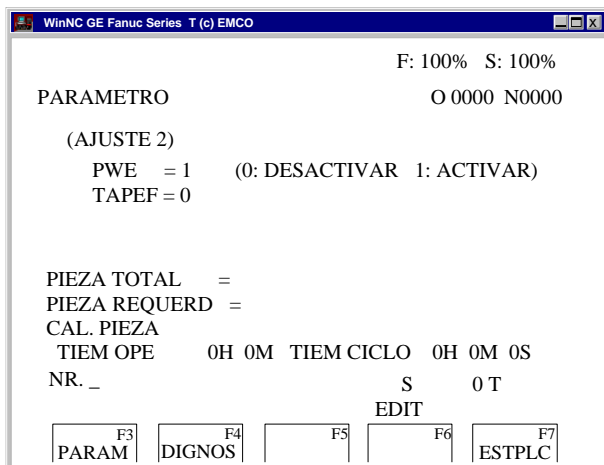 WinNC GE Fanuc Series T (c) EMCO
F: 100% S: 100%
PARAMETRO O 0000 N0000
(AJUSTE 2)
PWE = 1 (0: DESACTIVAR 1: ACTIVAR)
TAPEF = 0
PIEZA TOTAL =
PIEZA REQUERD =
CAL. PIEZA
TIEM OPE 0H 0M TIEM CICLO 0H 0M 0S
NR. _ S 0 T
EDIT
F3 F4 F5 F6 F7
PARAM DIGNOS ESTPLC